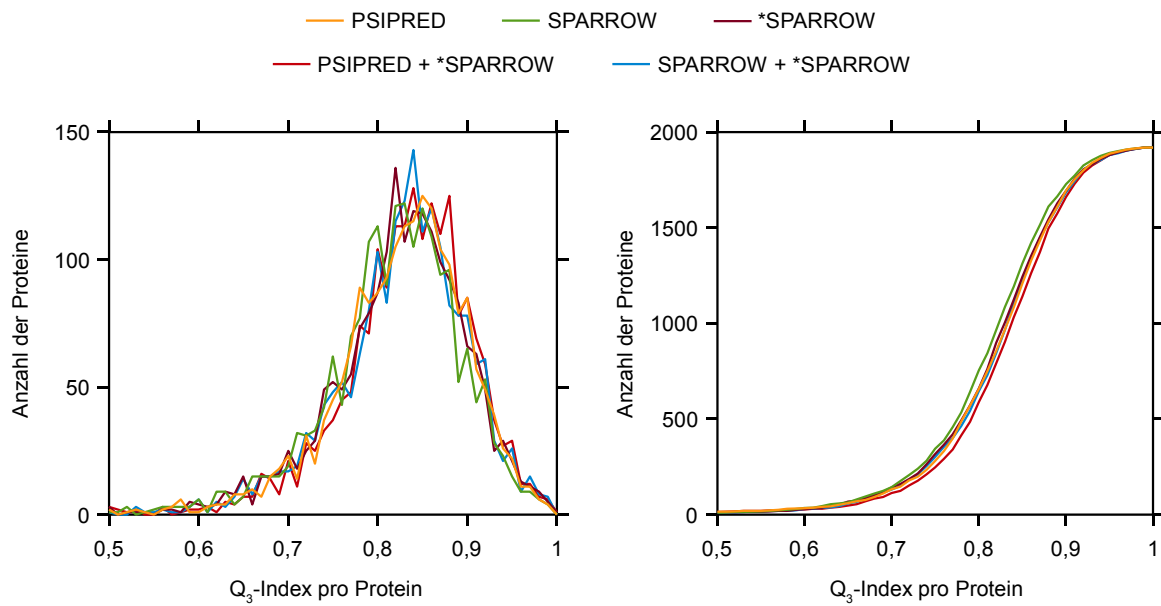 PSIPRED SPARROW *SPARROW
PSIPRED + *SPARROW SPARROW + *SPARROW
150
100
50
0
Anzahl der Proteine
0,5 0,6 0,7 0,8 0,9 1
Q3-Index pro Protein
2000
1500
1000
500
0
Anzahl der Proteine
0,5 0,6 0,7 0,8 0,9 1
Q3-Index pro Protein